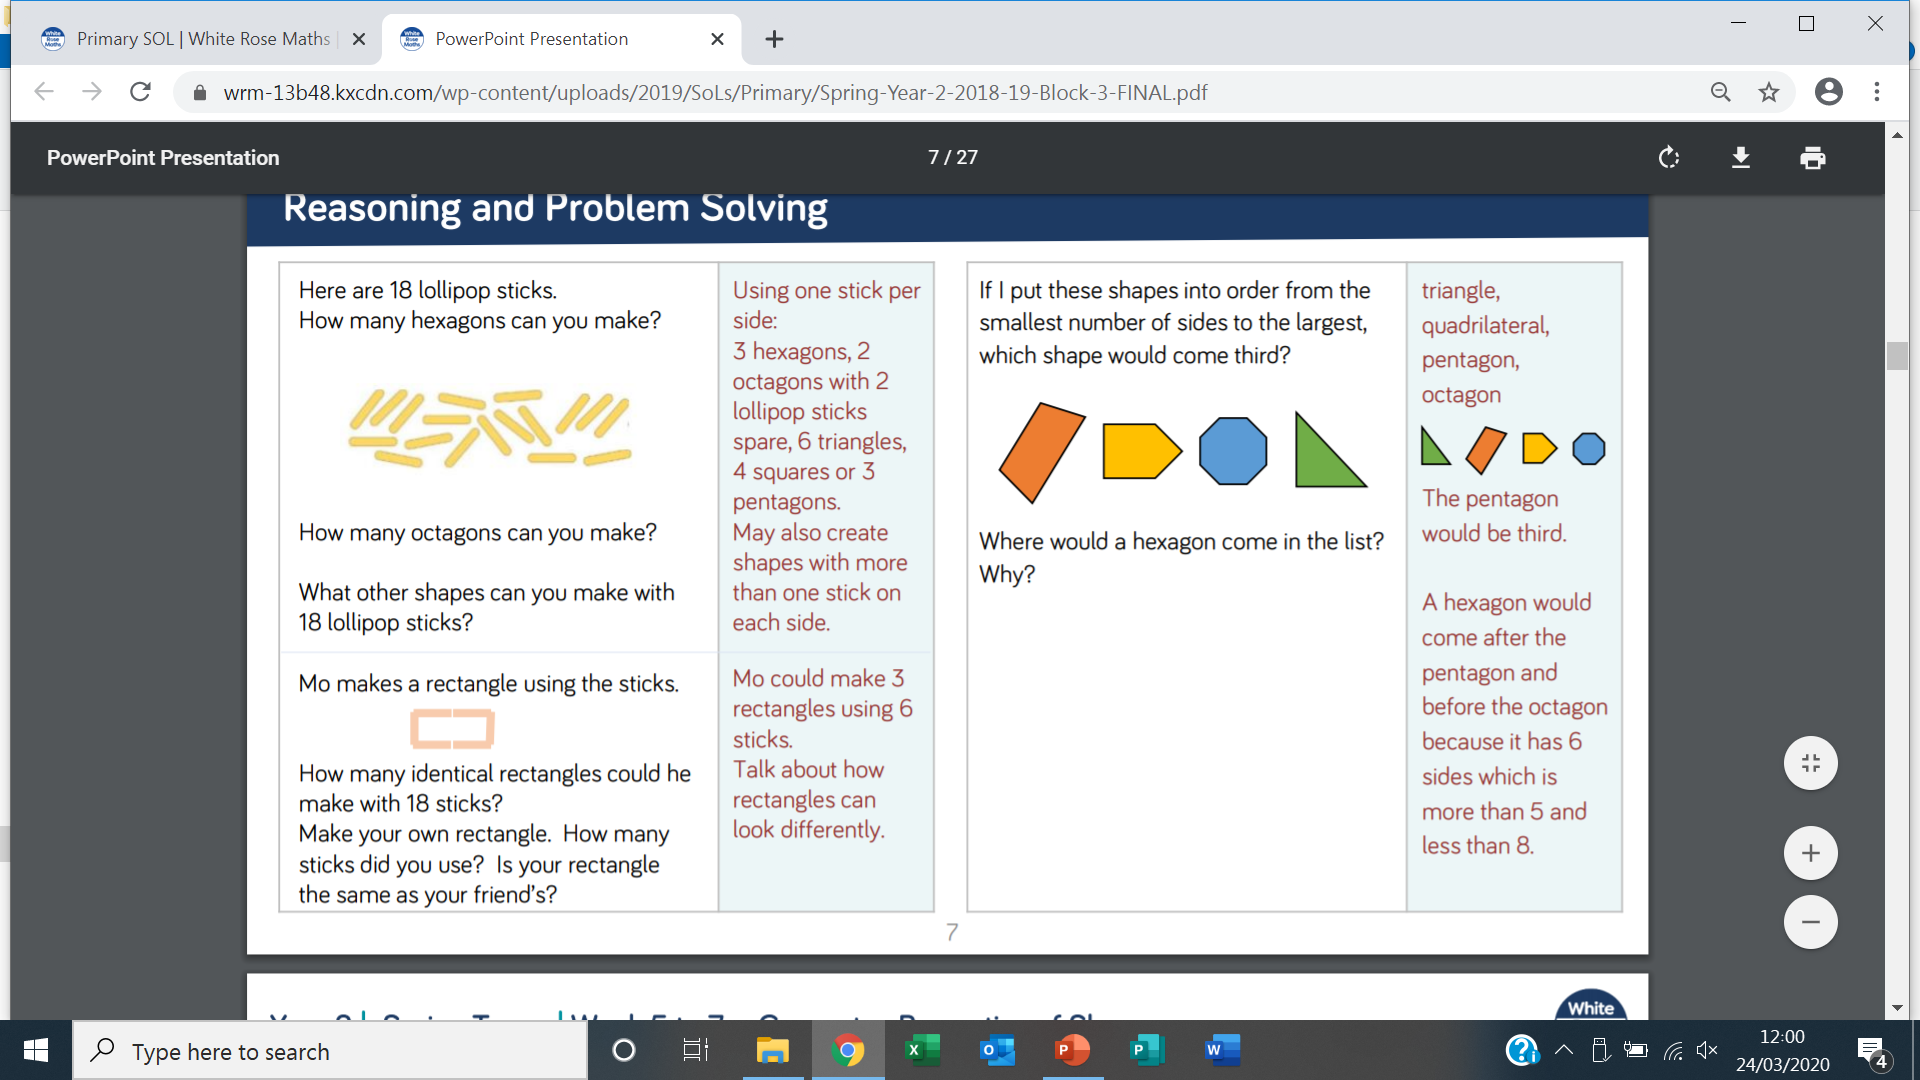 Primary SOL | White Rose Maths |
PowerPoint Presentation
wrm-13b48.kxcdn.com/wp-content/uploads/2019/SoLs/Primary/Spring-Year-2-2018-19-Block-3-FINAL.pdf
PowerPoint Presentation
7 / 27
Reasoning and Problem Solving
Here are 18 lollipop sticks.
How many hexagons can you make?
How many octagons can you make?
What other shapes can you make with
18 lollipop sticks?
Using one stick per
side:
3 hexagons, 2
octagons with 2
lollipop sticks
spare, 6 triangles,
4 squares or 3
pentagons.
May also create
shapes with more
than one stick on
each side.
Mo makes a rectangle using the sticks.
How many identical rectangles could he
make with 18 sticks?
Make your own rectangle.  How many
sticks did you use?  Is your rectangle
the same as your friend's?
Mo could make 3
rectangles using 6
sticks.
Talk about how
rectangles can
look differently.
If I put these shapes into order from the
smallest number of sides to the largest,
which shape would come third?
Where would a hexagon come in the list?
Why?
triangle,
quadrilateral,
pentagon,
octagon
The pentagon
would be third.
A hexagon would
come after the
pentagon and
before the octagon
because it has 6
sides which is
more than 5 and
less than 8.
7
White
Type here to search
12:00
24/03/2020
4